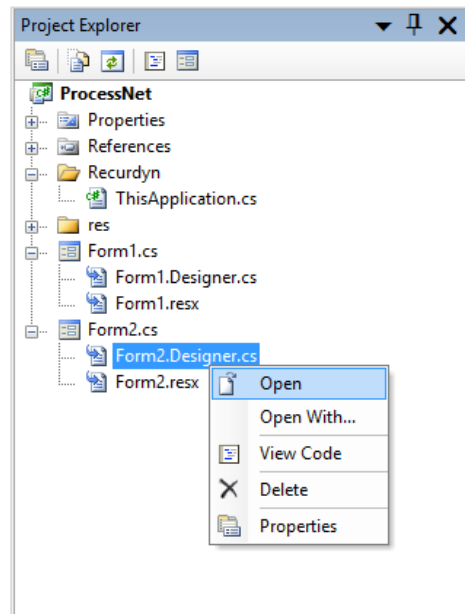 Project Explorer
ProcessNet
Properties
References
Recurdyn
ThisApplication.cs
res
Form1.cs
Form1.Designer.cs
Form1.resx
Form2.cs
Form2.Designer.cs
Form2.resx
Open
Open With...
View Code
Delete
Properties